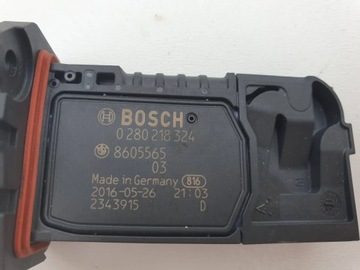 BOSCH
0 280 218 324
8605565
03
Made in Germany 816
2016-05-26 21:03
2343915 D